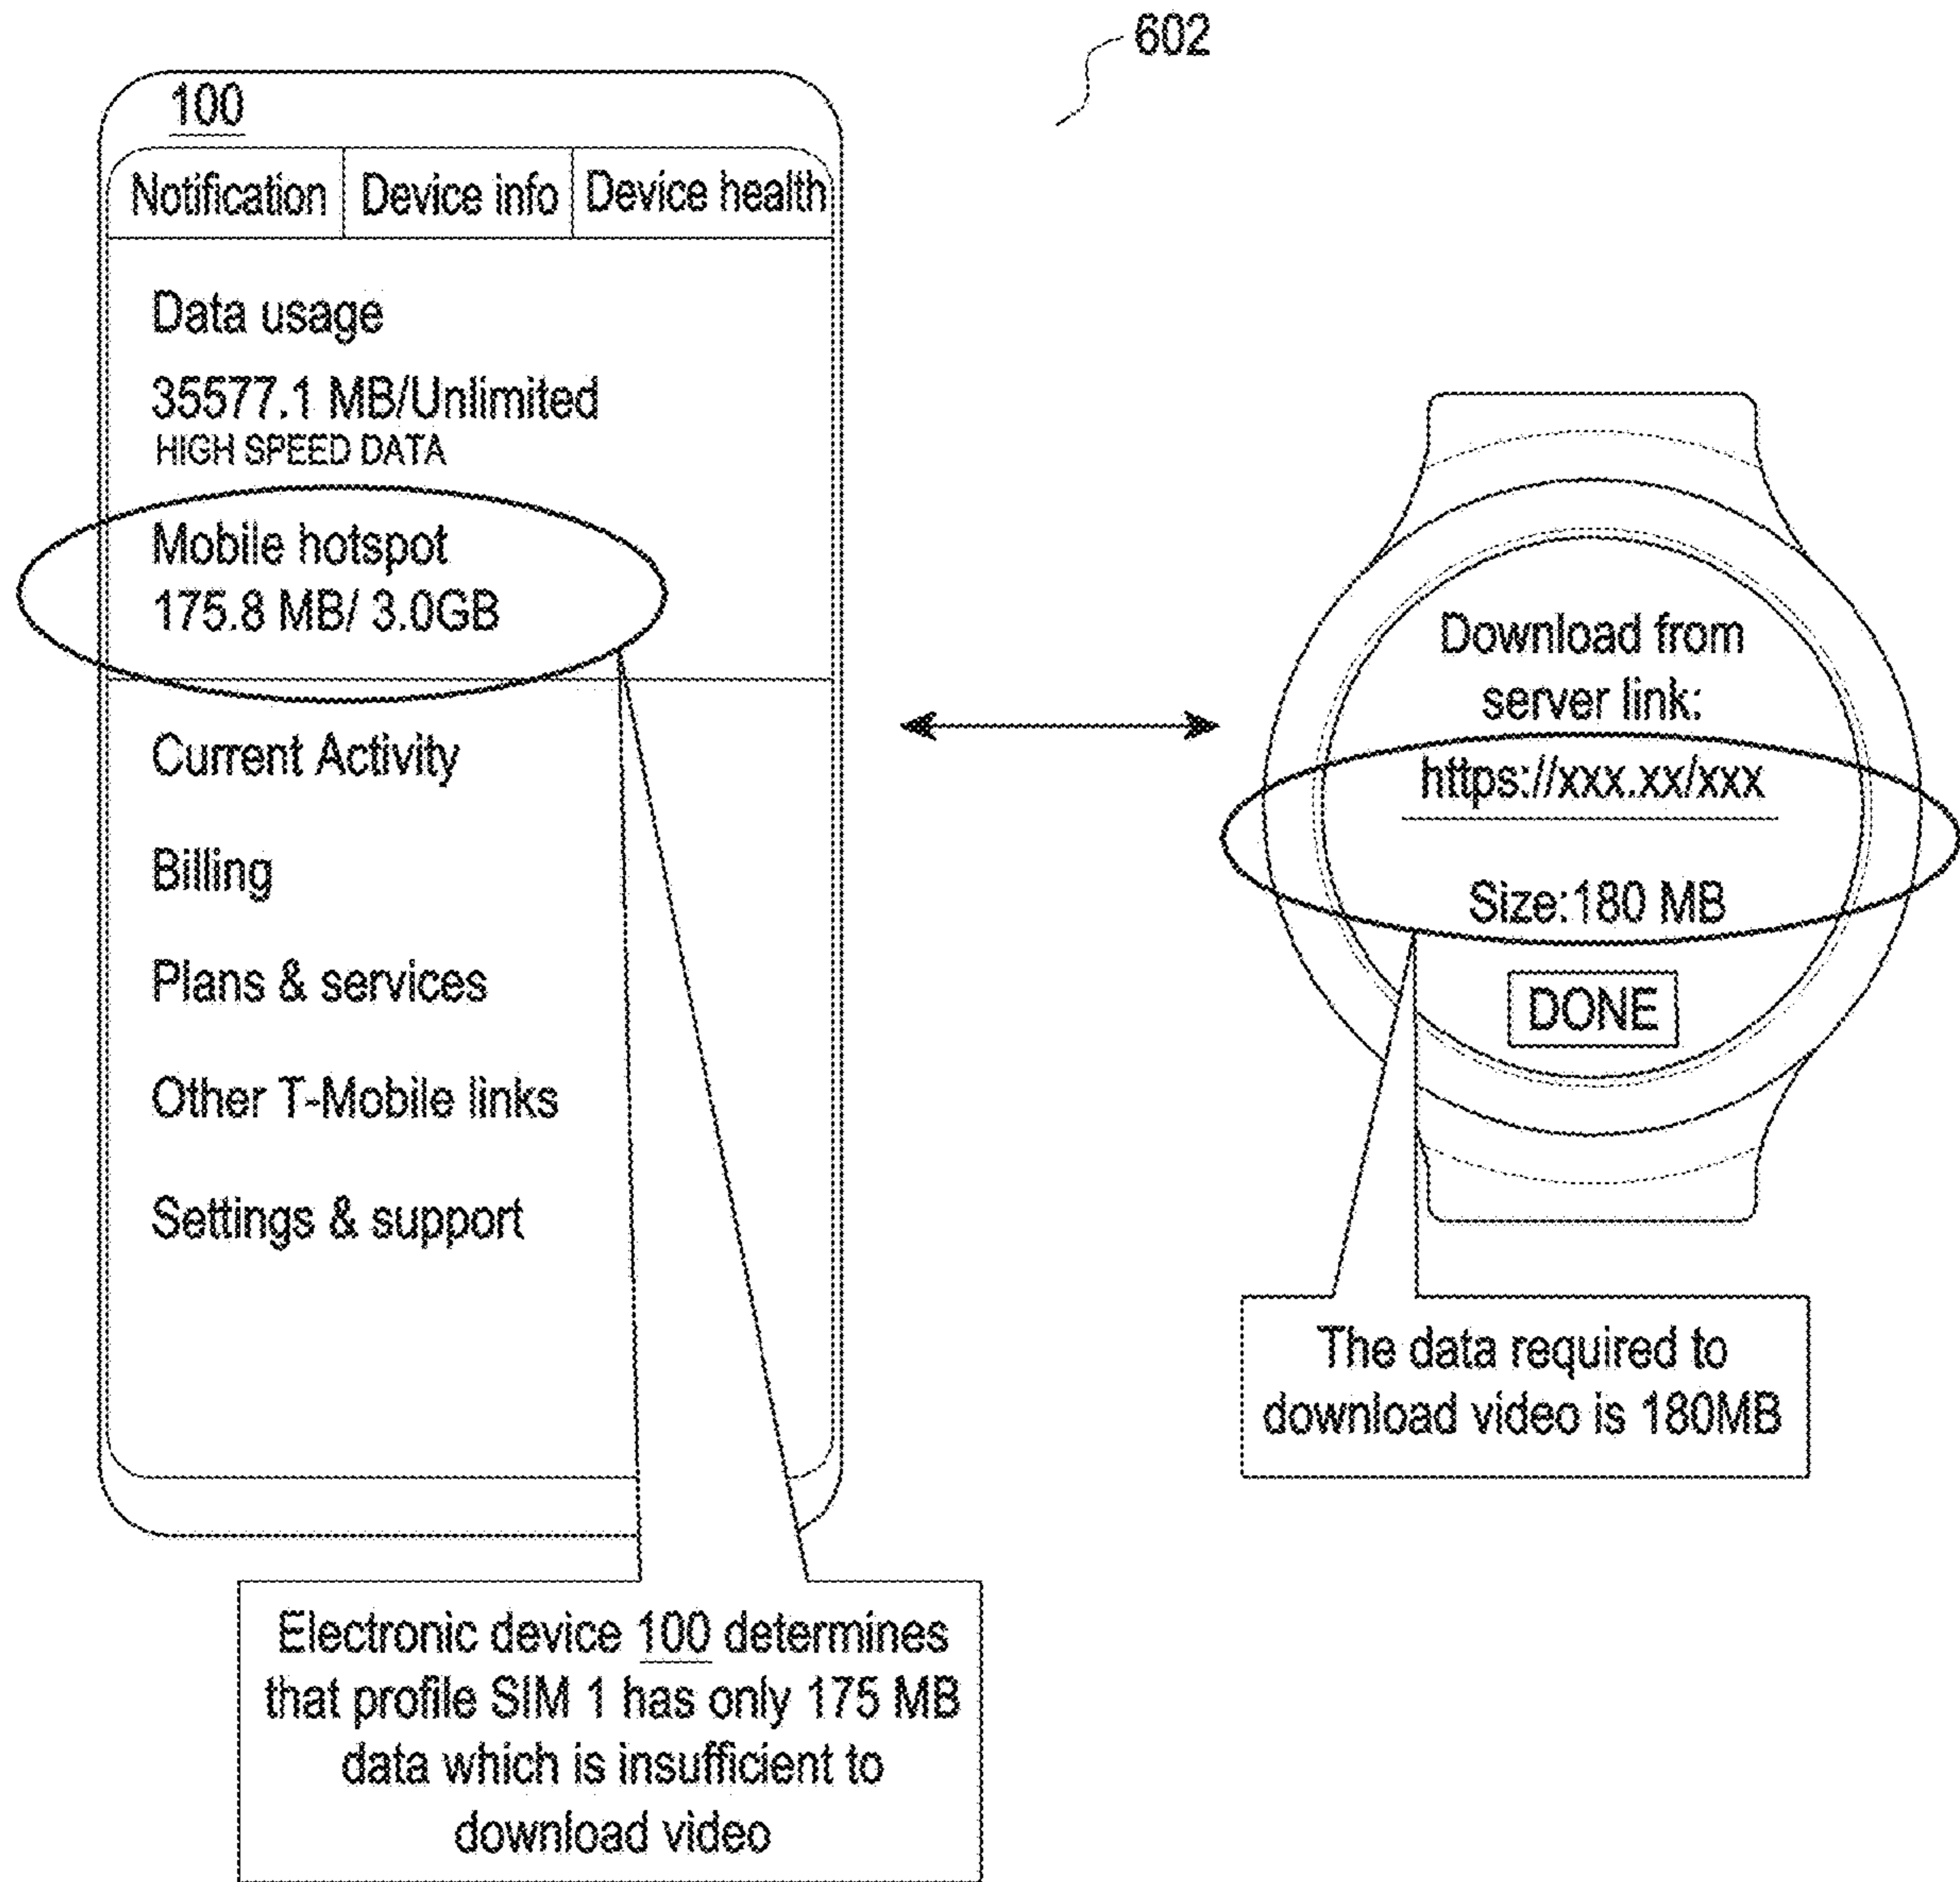 602
100
Notification
Device info
Device health
Data usage
35577.1 MB/Unlimited
HIGH SPEED DATA
Mobile hotspot
175.8 MB/ 3.0GB
Current Activity
Billing
Plans & services
Other T-Mobile links
Settings & support
Electronic device 100 determines
that profile SIM 1 has only 175 MB
data which is insufficient to
download video
Download from
server link:
https://xxx.xx/xxx
Size:180 MB
DONE
The data required to
download video is 180MB